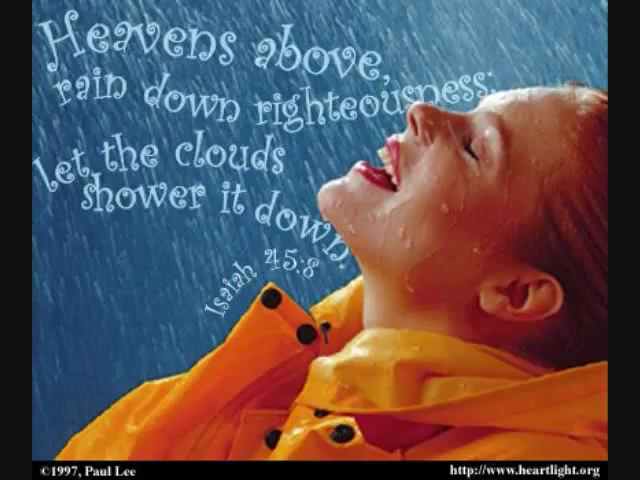 Heavens above,
rain down righteousness;
let the clouds
shower it down.
Isaiah 45:8
©1997, Paul Lee
http://www.heartlight.org